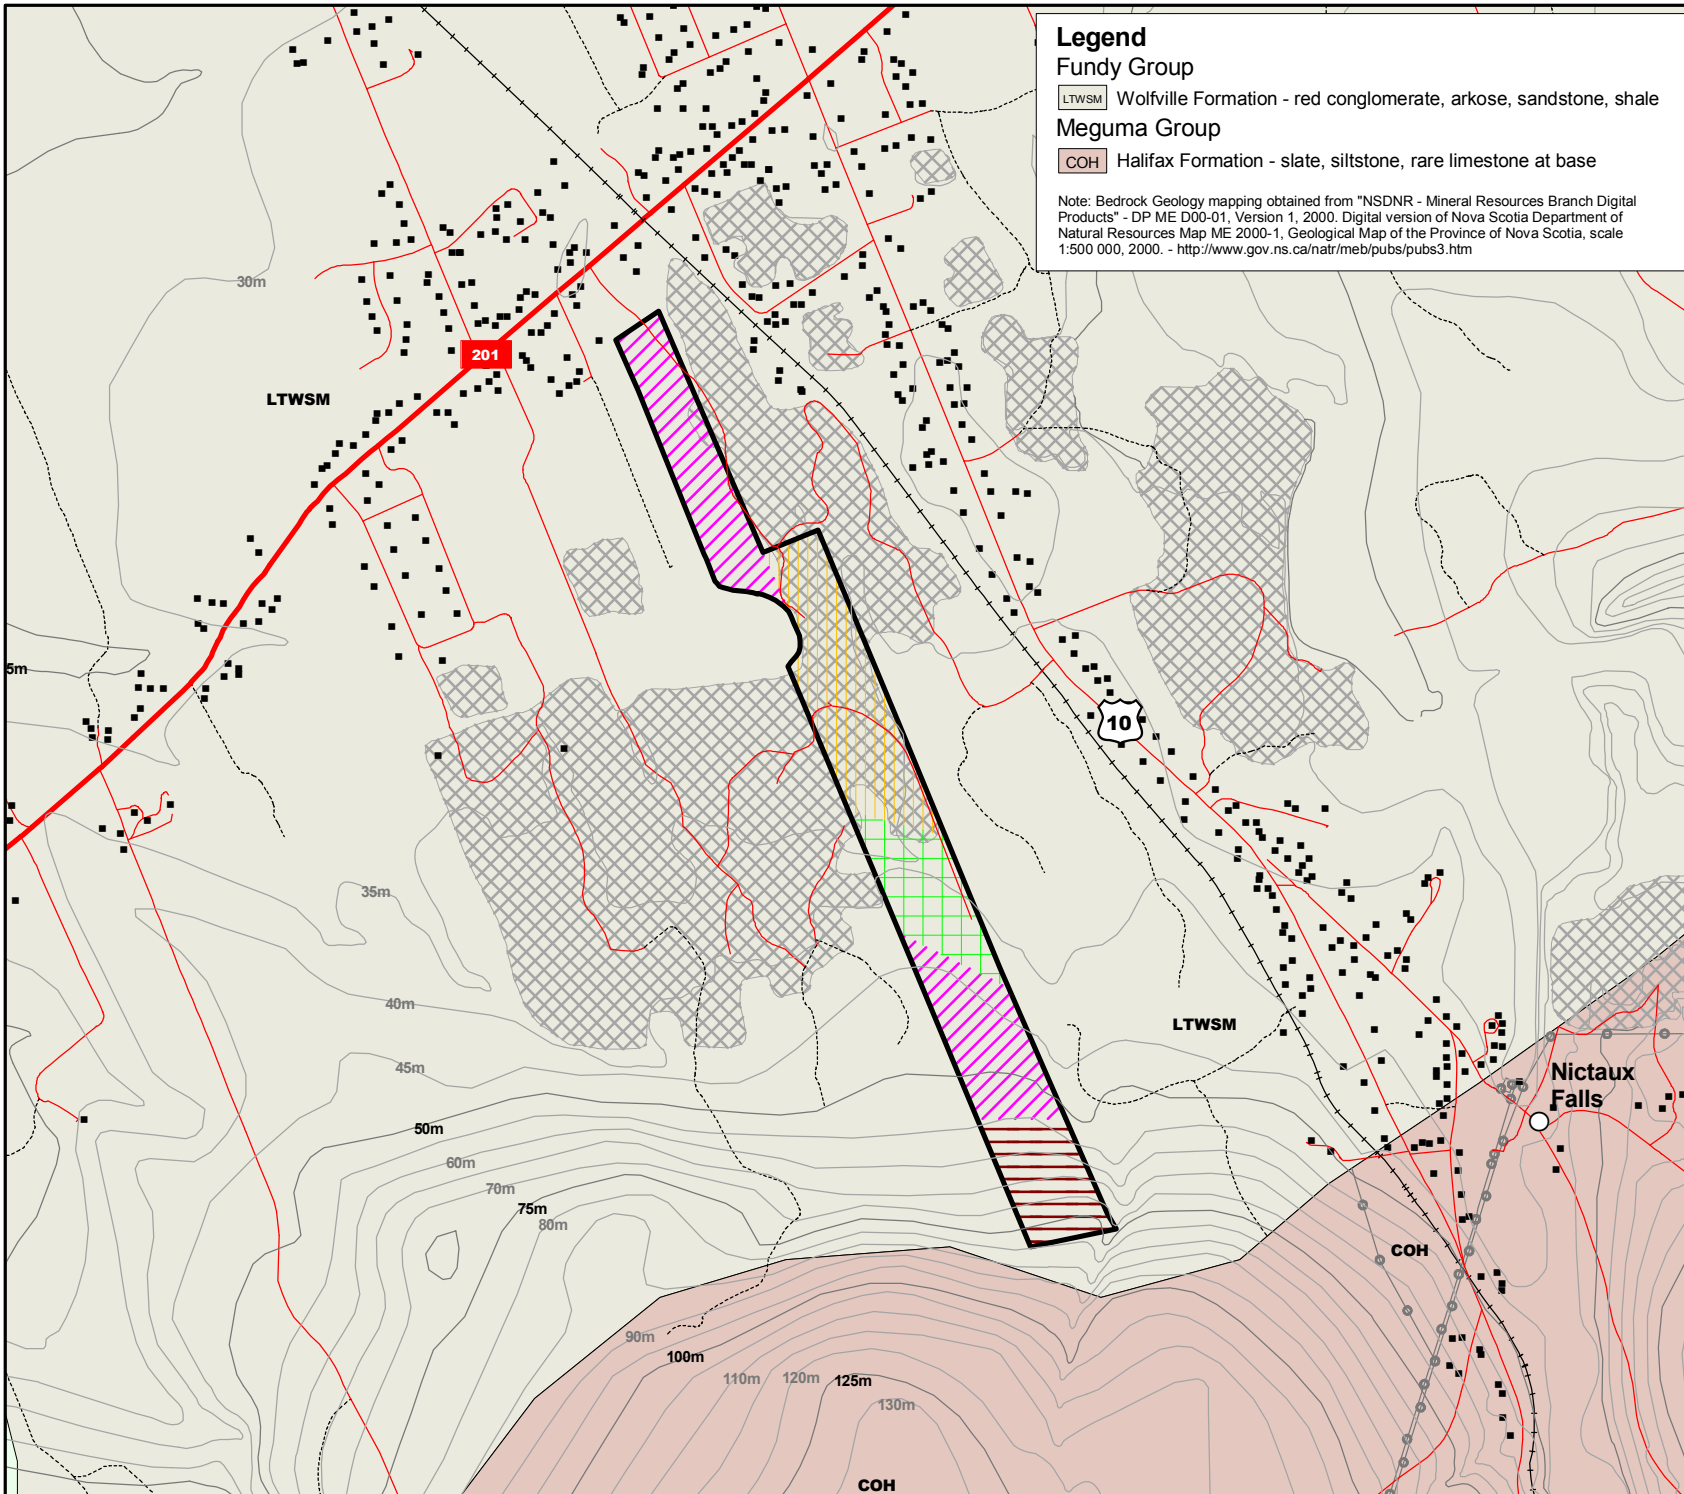 Legend
Fundy Group
LTWSM Wolfville Formation - red conglomerate, arkose, sandstone, shale
Meguma Group
COH Halifax Formation - slate, siltstone, rare limestone at base
Note: Bedrock Geology mapping obtained from "NSDNR - Mineral Resources Branch Digital
Products" - DP ME D00-01, Version 1, 2000. Digital version of Nova Scotia Department of
Natural Resources Map ME 2000-1, Geological Map of the Province of Nova Scotia, scale
1:500 000, 2000. - http://www.gov.ns.ca/natr/meb/pubs/pubs3.htm
30m
201
LTWSM
5m
10
35m
40m
LTWSM
45m
Nictaux
Falls
50m
60m
70m
75m
80m
COH
90m
100m
110m
120m
125m
130m
COH